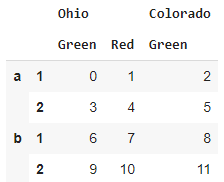 Ohio Colorado
Green Red Green
a 1 0 1 2
2 3 4 5
b 1 6 7 8
2 9 10 11